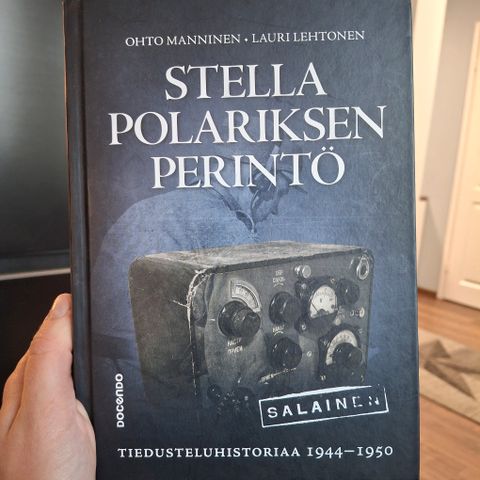 OHTO MANNINEN • LAURI LEHTONEN
STELLA
POLARIKSEN
PERINTÖ
SALAINEN
DOCENDO
TIEDUSTELUHISTORIAA 1944–1950